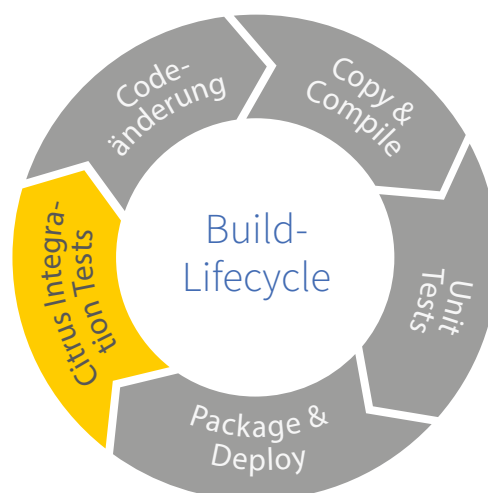 Code-
änderung
Copy &
Compile
Unit
Tests
Package &
Deploy
Citrus Integra-
tion Tests
Build-
Lifecycle